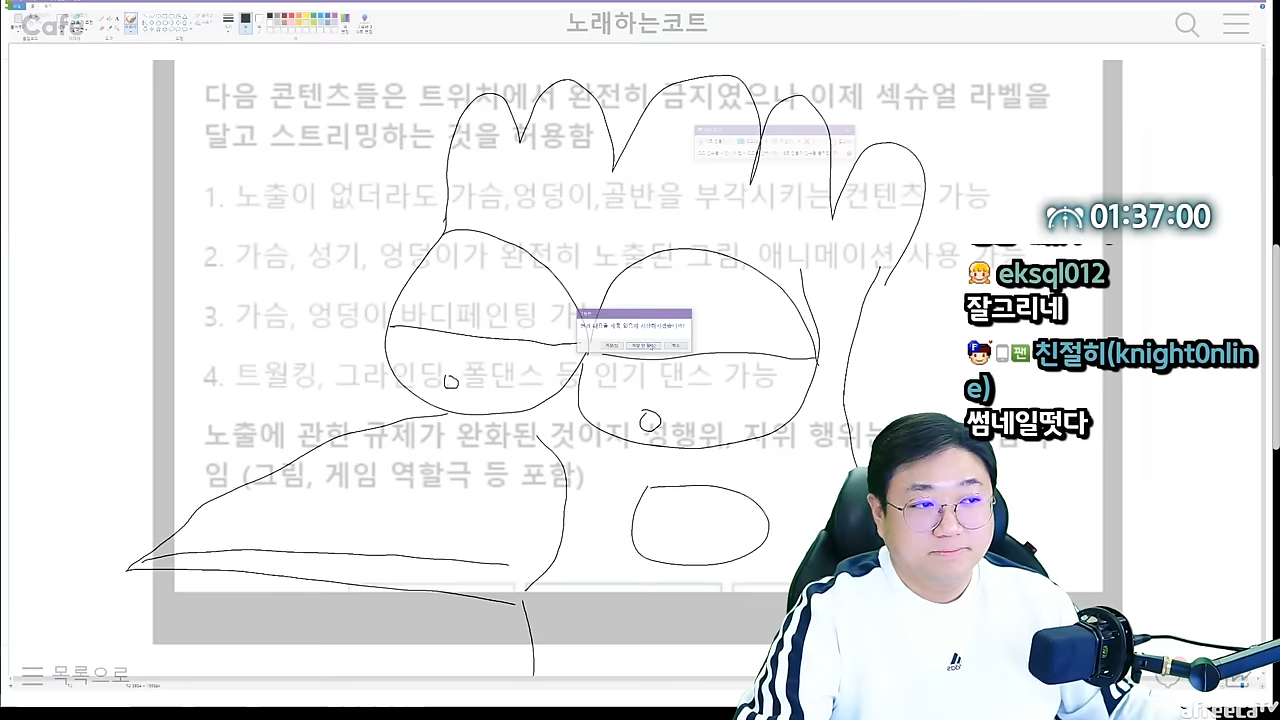 Cafe
노래하는코트
다음 콘텐츠들은 트위치에서 완전히 금지였으나 이제 섹슈얼 라벨을
달고 스트리밍하는 것을 허용함
1. 노출이 없더라도 가슴,엉덩이,골반을 부각시키는 컨텐츠 가능
2. 가슴, 성기, 엉덩이가 완전히 노출된 그림, 애니메이션 사용 가능
3. 가슴, 엉덩이 바디페인팅 가능
4. 트월킹, 그라인딩, 폴댄스 등 인기 댄스 가능
노출에 관한 규제가 완화된 것이지 성행위, 자위 행위는
임 (그림, 게임 역할극 등 포함)
01:37:00
eksql012
잘그리네
팬 친절히(knight0nlin
e)
썸네일떳다
목록으로
adidas
afreecaTV